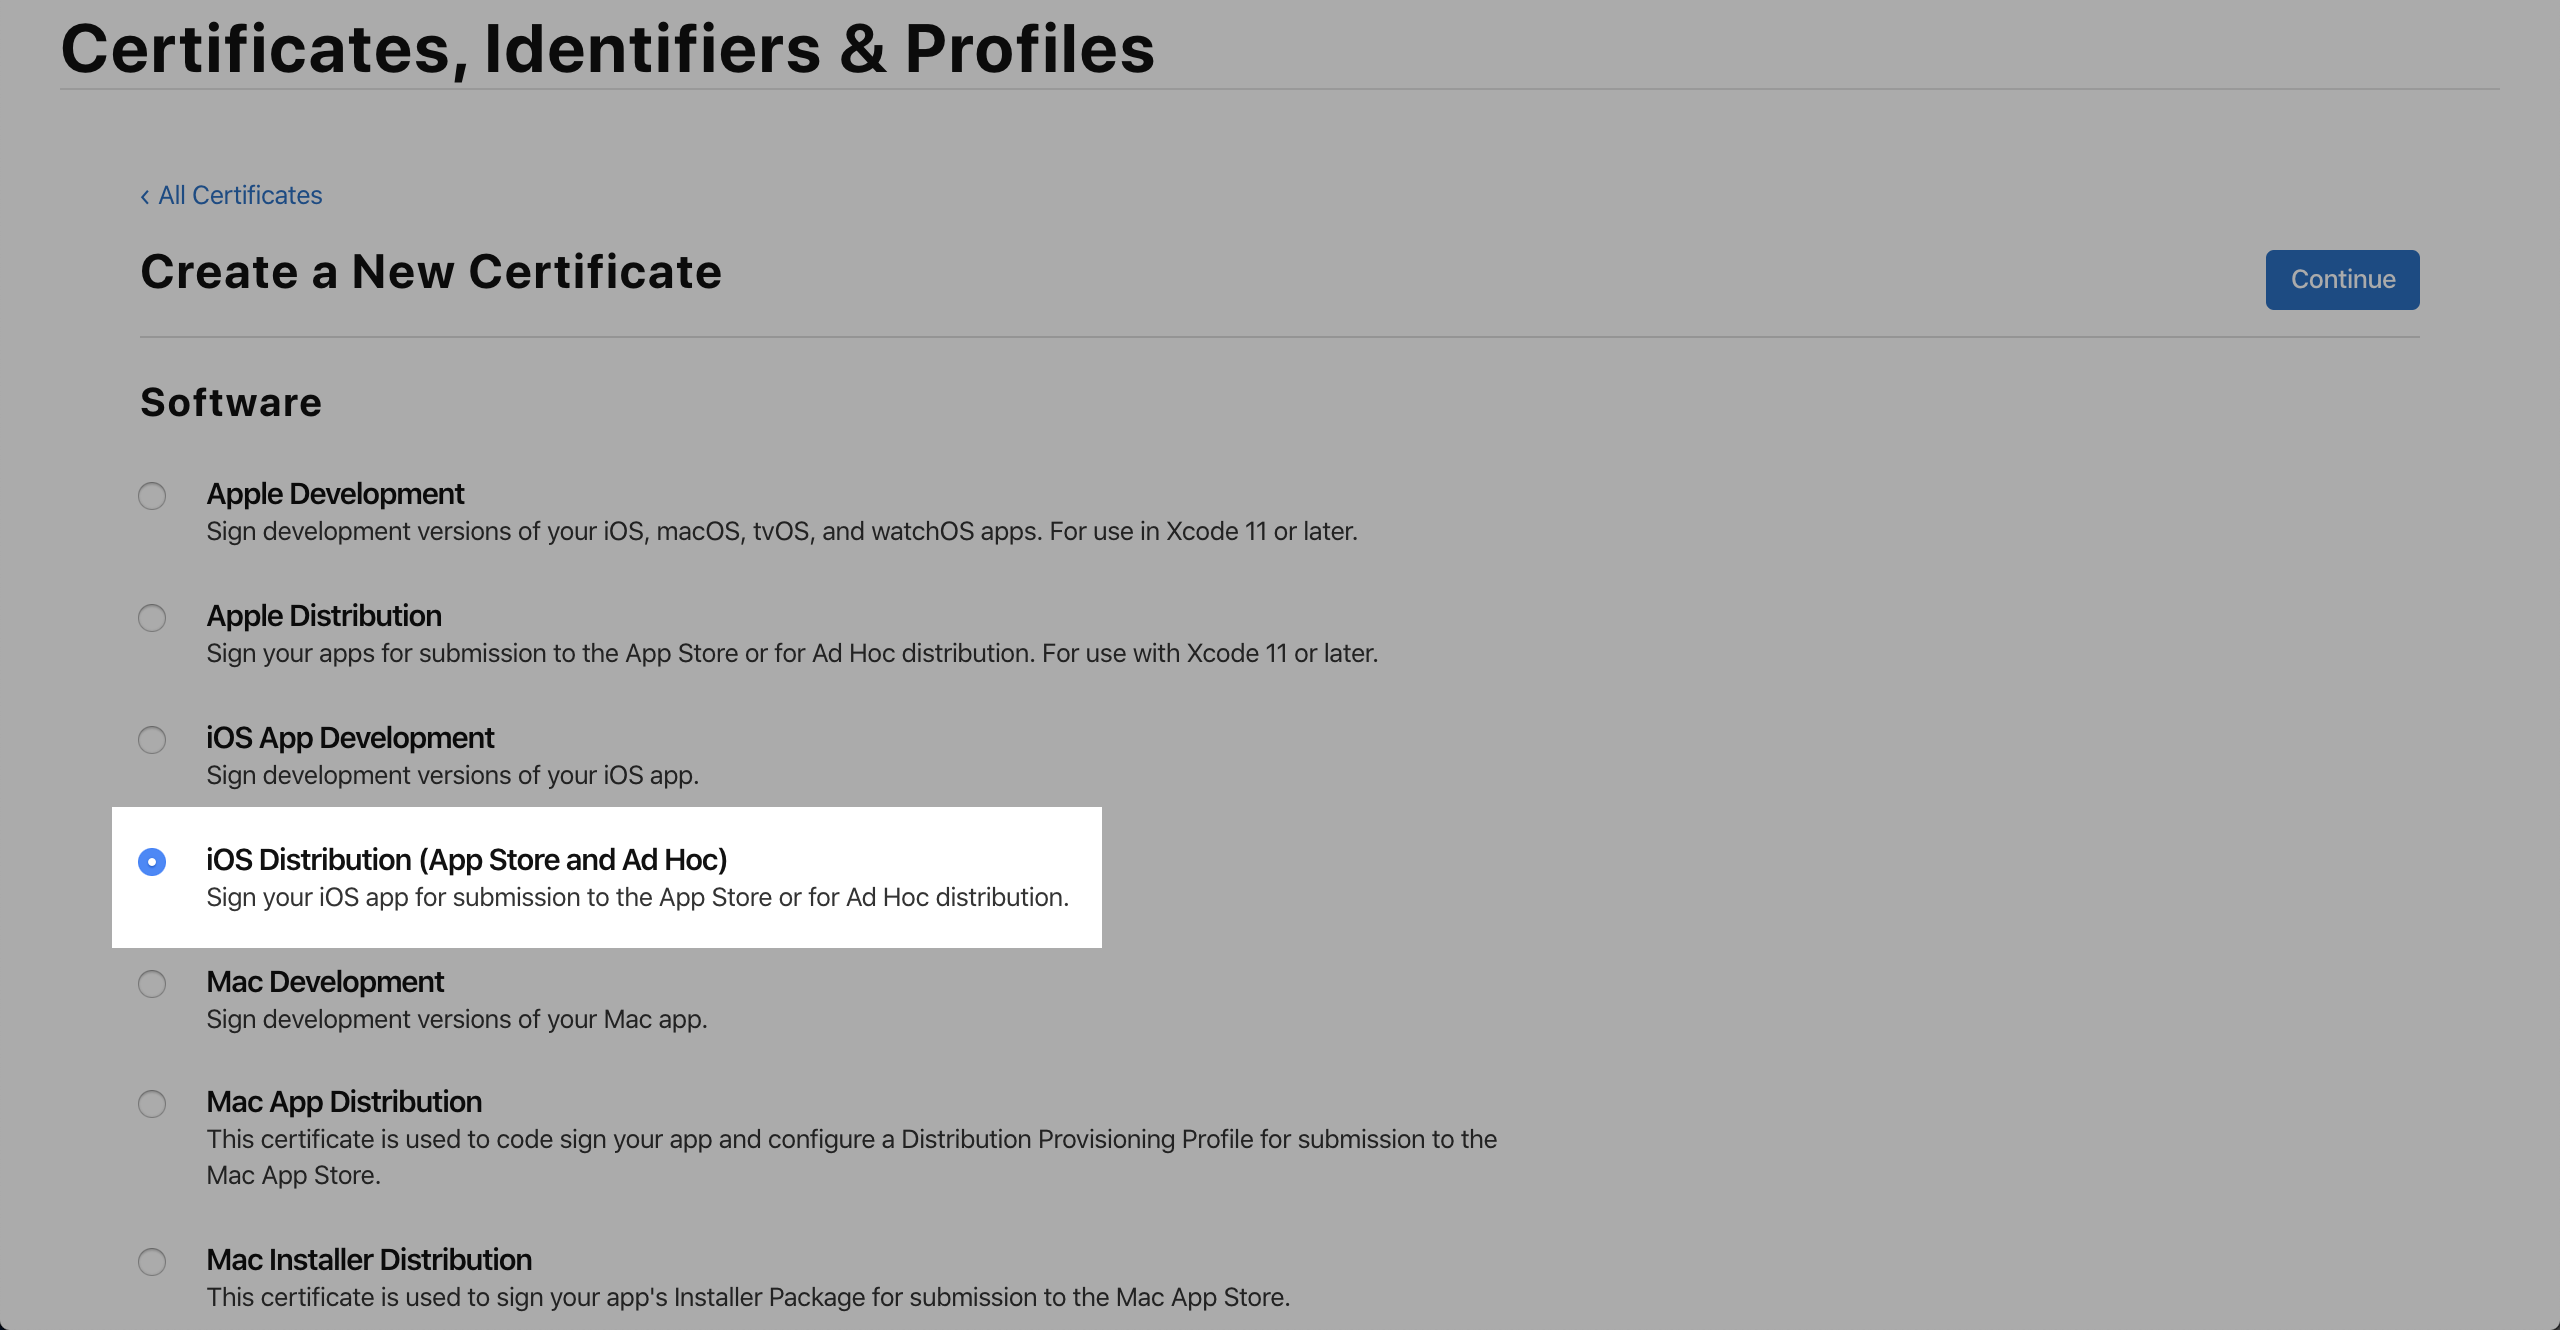 Certificates, Identifiers & Profiles
‹ All Certificates
Create a New Certificate
Continue
Software
Apple Development
Sign development versions of your iOS, macOS, tvOS, and watchOS apps. For use in Xcode 11 or later.
Apple Distribution
Sign your apps for submission to the App Store or for Ad Hoc distribution. For use with Xcode 11 or later.
iOS App Development
Sign development versions of your iOS app.
iOS Distribution (App Store and Ad Hoc)
Sign your iOS app for submission to the App Store or for Ad Hoc distribution.
Mac Development
Sign development versions of your Mac app.
Mac App Distribution
This certificate is used to code sign your app and configure a Distribution Provisioning Profile for submission to the
Mac App Store.
Mac Installer Distribution
This certificate is used to sign your app's Installer Package for submission to the Mac App Store.